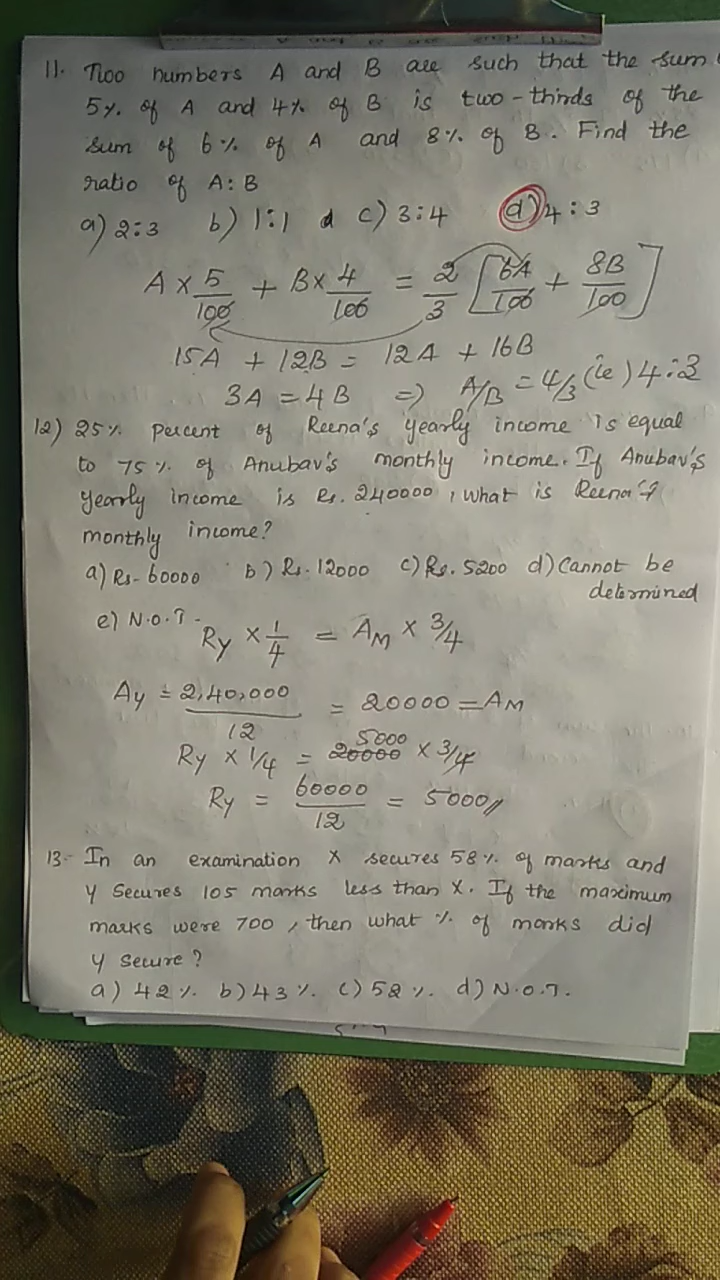 11. Two numbers A and B are such that the sum
5% of A and 4% of B is two-thirds of the
sum of 6% of A and 8% of B. Find the
ratio of A:B
a) 2:3 b) 1:1 c) 3:4 d) 4:3
A × 5/100 + B × 4/100 = 2/3 [6A/100 + 8B/100]
15A + 12B = 12A + 16B
3A = 4B => A/B = 4/3 (ie) 4:3
12) 25% percent of Reena's yearly income is equal
to 75% of Anubav's monthly income. If Anubav's
yearly income is Rs. 240000, what is Reena's
monthly income?
a) Rs. 60000 b) Rs. 12000 c) Rs. 5200 d) Cannot be
determined
e) N.O.T.
Ry × 1/4 = AM × 3/4
Ay = 2,40,000/12 = 20000 = AM
5000
Ry × 1/4 = 20000 × 3/4
Ry = 60000/12 = 5000//
13. In an examination X secures 58% of marks and
Y Secures 105 marks less than X. If the maximum
marks were 700, then what % of marks did
Y secure?
a) 42% b) 43% c) 52% d) N.O.T.